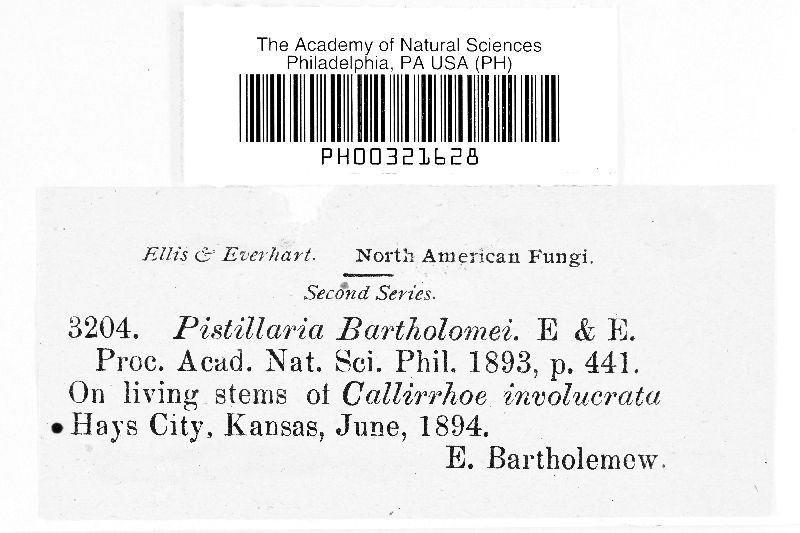 The Academy of Natural Sciences
Philadelphia, PA USA (PH)
PH00321628
Ellis & Everhart. North American Fungi.
Second Series.
3204. Pistillaria Bartholomei. E & E.
Proc. Acad. Nat. Sci. Phil. 1893, p. 441.
On living stems of Callirrhoe involucrata
Hays City, Kansas, June, 1894.
E. Bartholemew.